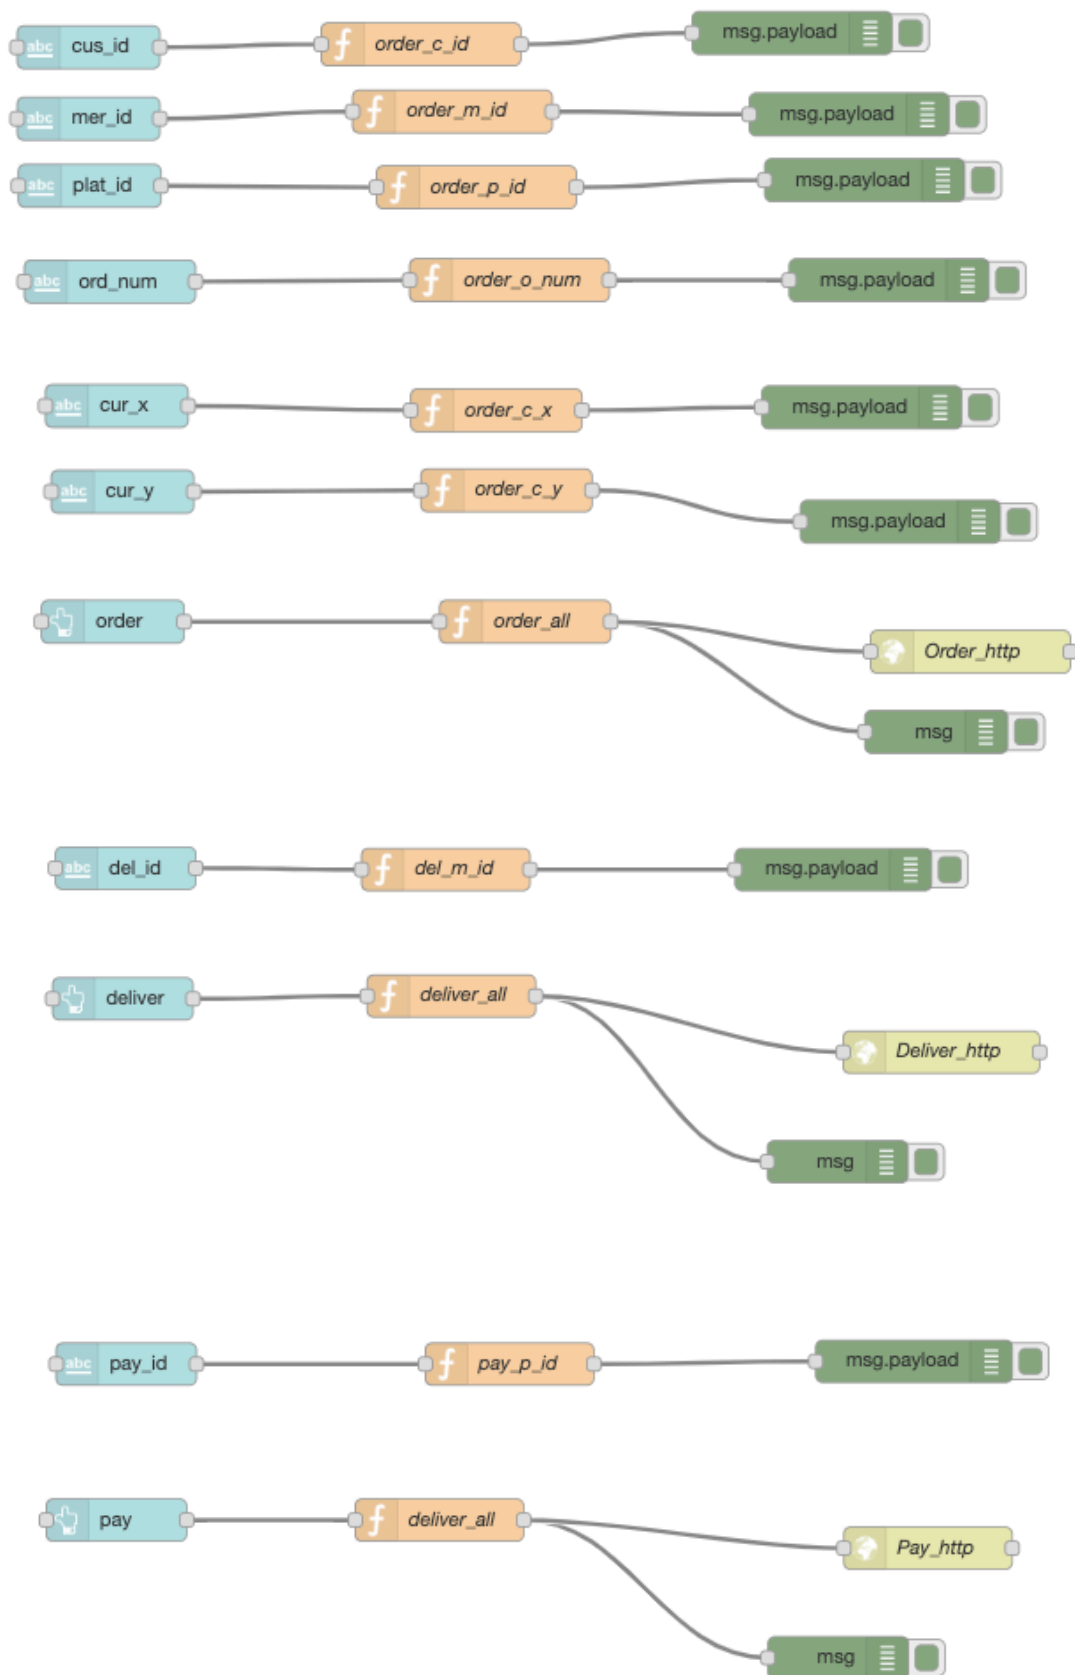 abc cus_id order_c_id msg.payload
abc mer_id order_m_id msg.payload
abc plat_id order_p_id msg.payload
abc ord_num order_o_num msg.payload
abc cur_x order_c_x msg.payload
abc cur_y order_c_y msg.payload
order order_all Order_http
msg
abc del_id del_m_id msg.payload
deliver deliver_all Deliver_http
msg
abc pay_id pay_p_id msg.payload
pay deliver_all Pay_http
msg